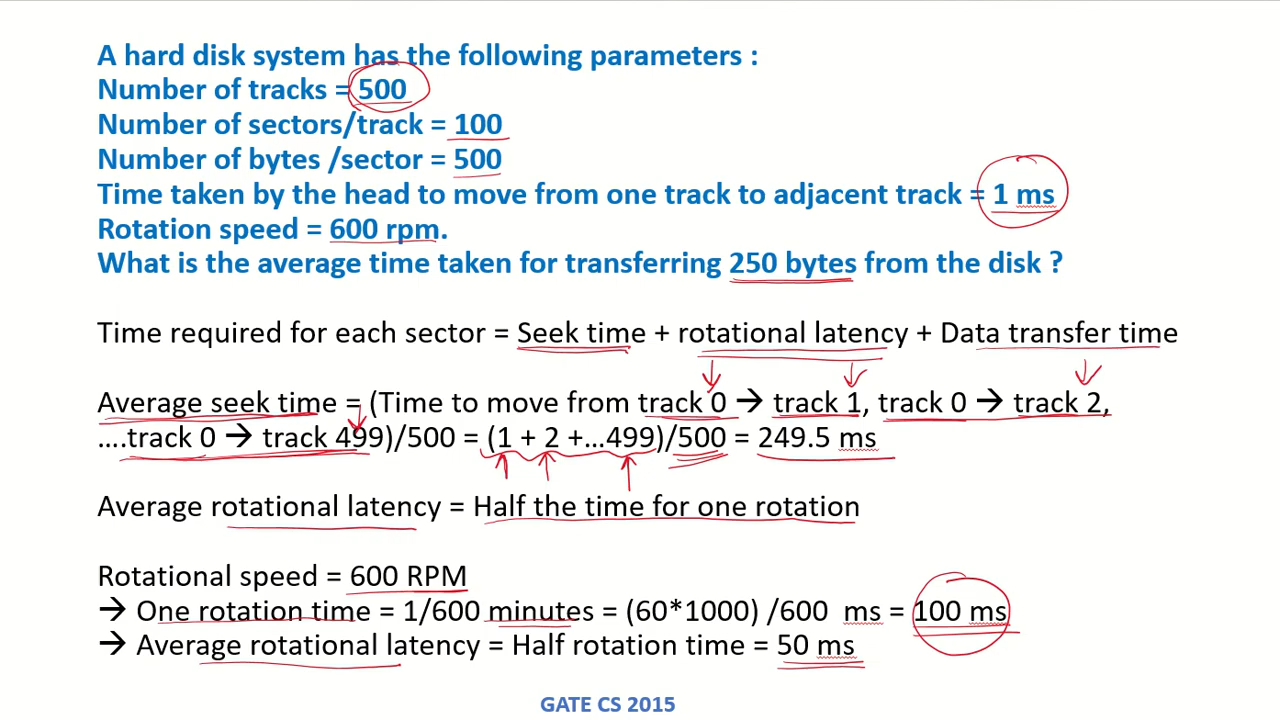 A hard disk system has the following parameters :
Number of tracks = 500
Number of sectors/track = 100
Number of bytes /sector = 500
Time taken by the head to move from one track to adjacent track = 1 ms
Rotation speed = 600 rpm.
What is the average time taken for transferring 250 bytes from the disk ?
Time required for each sector = Seek time + rotational latency + Data transfer time
Average seek time = (Time to move from track 0 → track 1, track 0 → track 2,
....track 0 → track 499)/500 = (1 + 2 +...499)/500 = 249.5 ms
Average rotational latency = Half the time for one rotation
Rotational speed = 600 RPM
→ One rotation time = 1/600 minutes = (60*1000) /600 ms = 100 ms
→ Average rotational latency = Half rotation time = 50 ms
GATE CS 2015